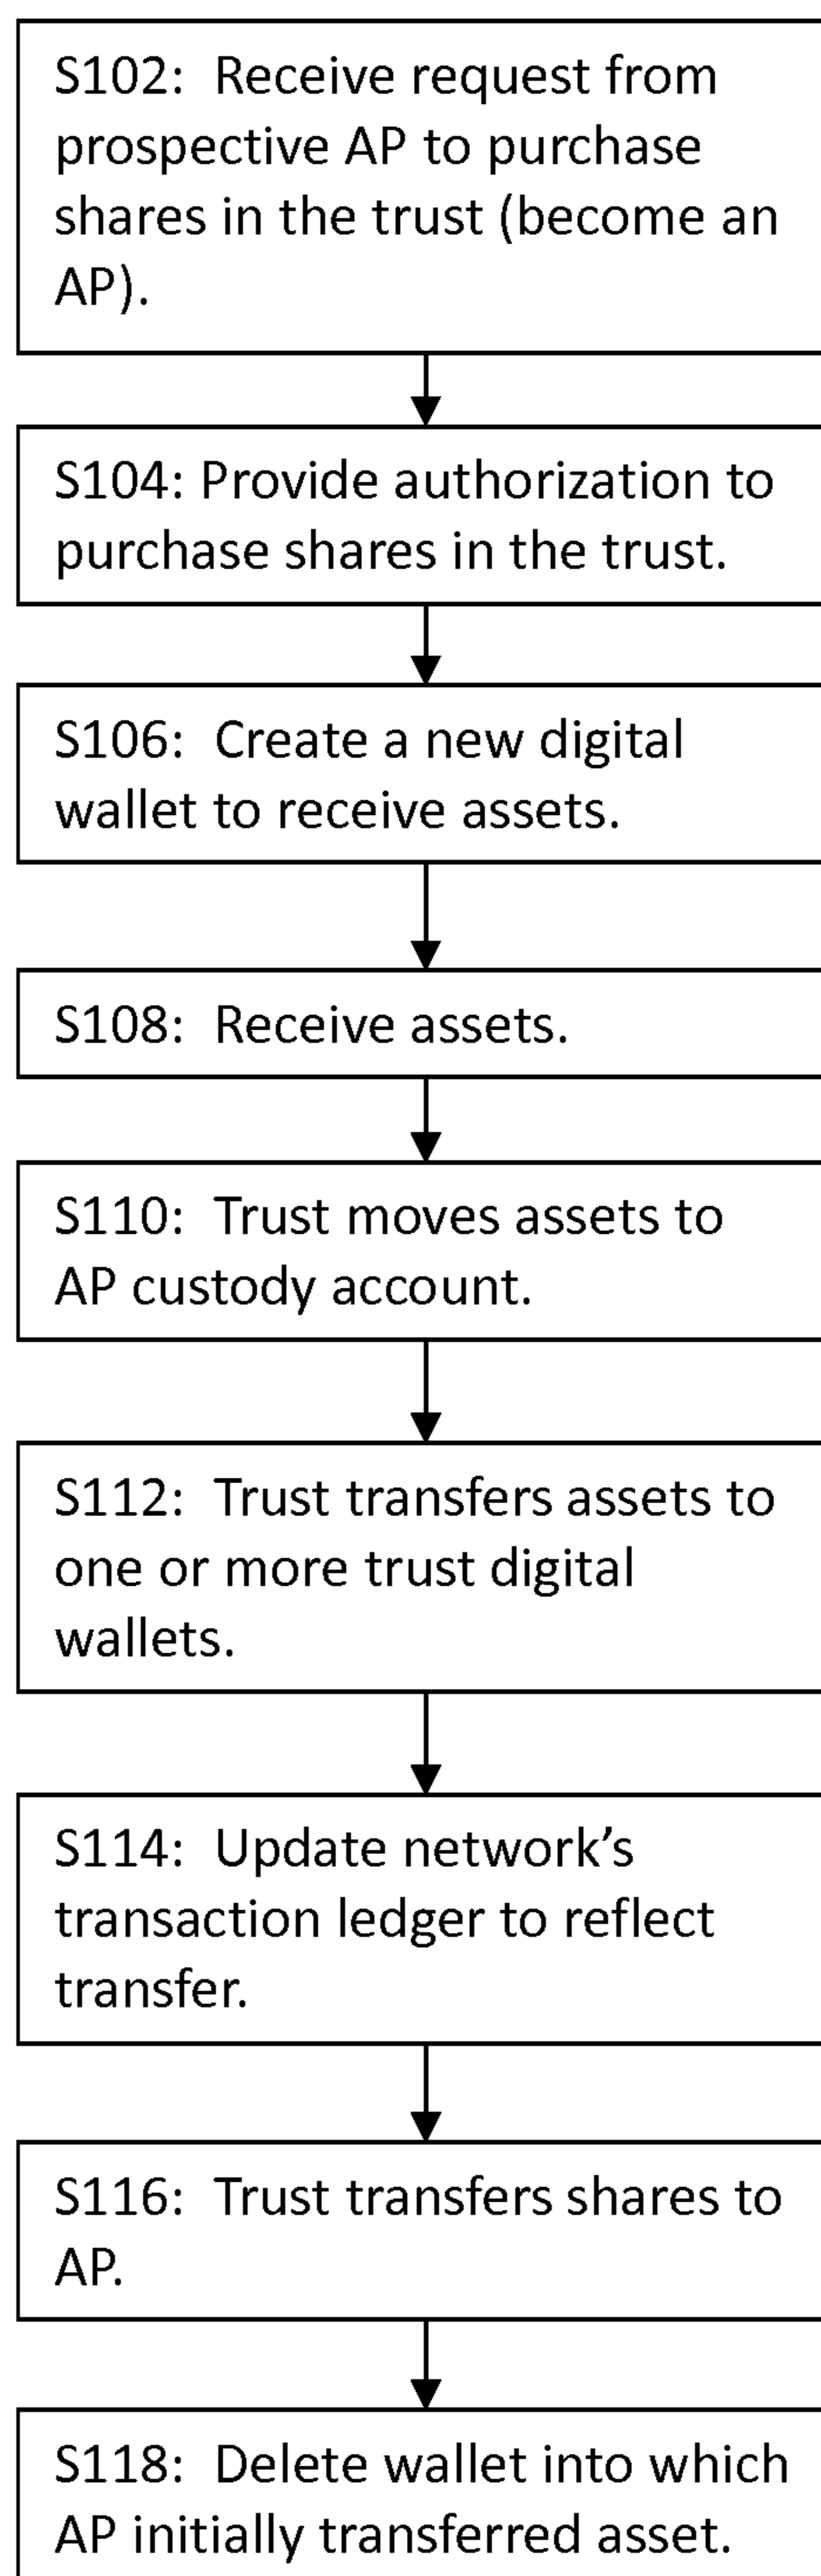 S102:  Receive request from
prospective AP to purchase
shares in the trust (become an
AP).
S104: Provide authorization to
purchase shares in the trust.
S106:  Create a new digital
wallet to receive assets.
S108:  Receive assets.
S110:  Trust moves assets to
AP custody account.
S112:  Trust transfers assets to
one or more trust digital
wallets.
S114:  Update network’s
transaction ledger to reflect
transfer.
S116:  Trust transfers shares to
AP.
S118:  Delete wallet into which
AP initially transferred asset.